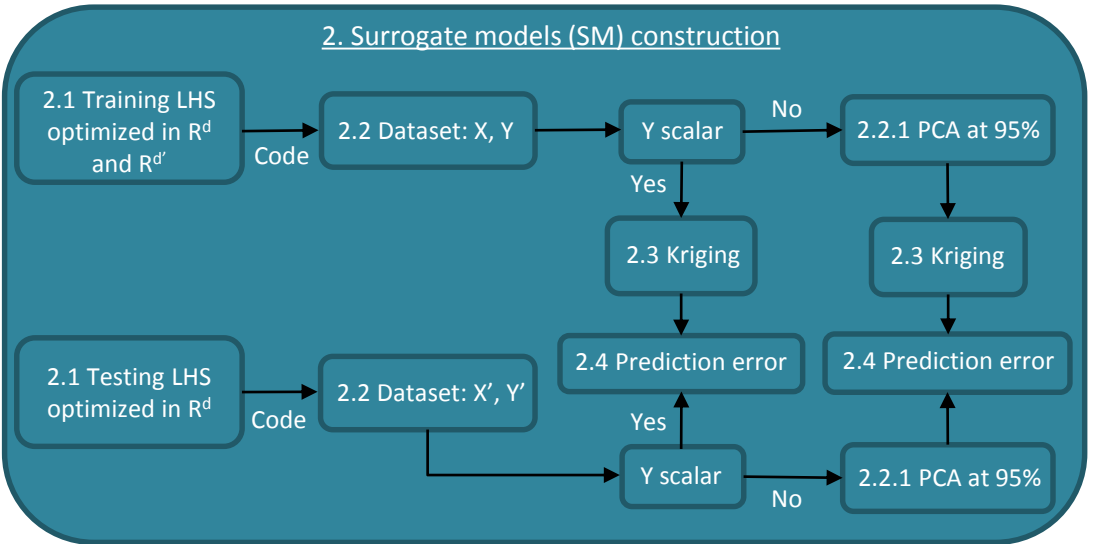 2. Surrogate models (SM) construction
2.1 Training LHS
optimized in R^d
and R^d'
Code
2.2 Dataset: X, Y
Y scalar
No
2.2.1 PCA at 95%
Yes
2.3 Kriging
2.3 Kriging
2.4 Prediction error
2.4 Prediction error
2.1 Testing LHS
optimized in R^d
Code
2.2 Dataset: X’, Y’
Yes
Y scalar
No
2.2.1 PCA at 95%